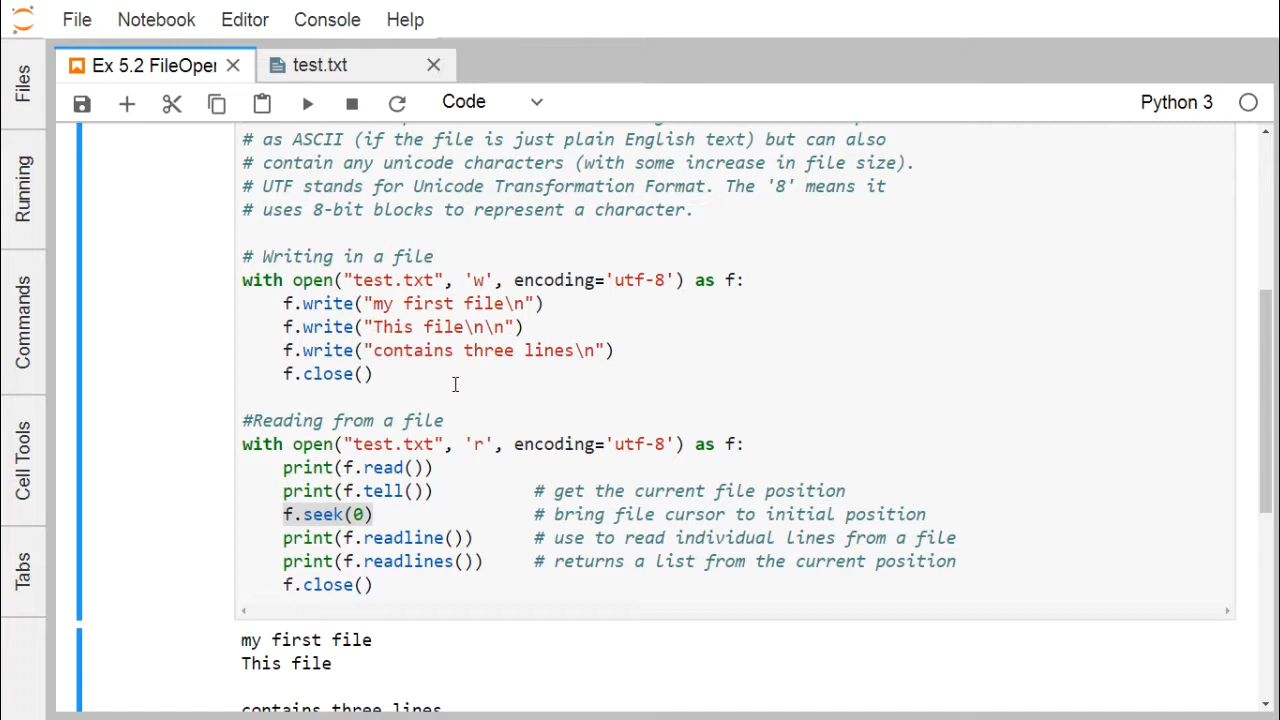 File Notebook Editor Console Help
Ex 5.2 FileOper
test.txt
Code
Python 3
Files
Running
Commands
Cell Tools
Tabs
# as ASCII (if the file is just plain English text) but can also
# contain any unicode characters (with some increase in file size).
# UTF stands for Unicode Transformation Format. The '8' means it
# uses 8-bit blocks to represent a character.
# Writing in a file
with open("test.txt", 'w', encoding='utf-8') as f:
    f.write("my first file\n")
    f.write("This file\n\n")
    f.write("contains three lines\n")
    f.close()
#Reading from a file
with open("test.txt", 'r', encoding='utf-8') as f:
    print(f.read())
    print(f.tell())          # get the current file position
    f.seek(0)                # bring file cursor to initial position
    print(f.readline())      # use to read individual lines from a file
    print(f.readlines())     # returns a list from the current position
    f.close()
my first file
This file
contains three lines